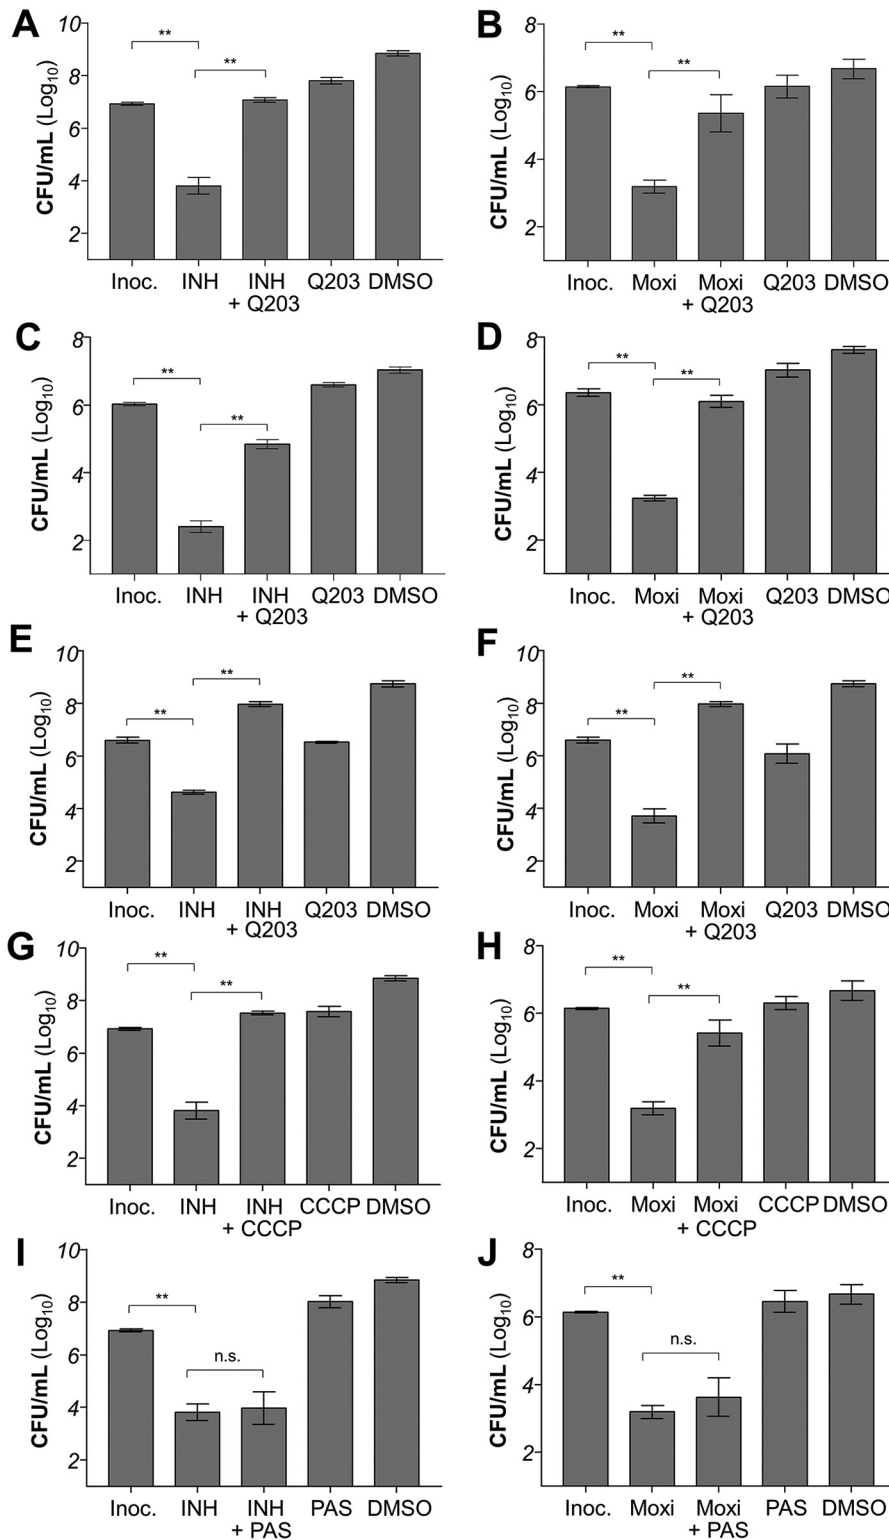 A
B
10
8
6
4
2
CFU/mL (Log10)
**
**
Inoc. INH INH Q203 DMSO
+ Q203
8
6
4
2
CFU/mL (Log10)
**
**
Inoc. Moxi Moxi Q203 DMSO
+ Q203
C
D
8
6
4
2
CFU/mL (Log10)
**
**
Inoc. INH INH Q203 DMSO
+ Q203
8
6
4
2
CFU/mL (Log10)
**
**
Inoc. Moxi Moxi Q203 DMSO
+ Q203
E
F
10
8
6
4
2
CFU/mL (Log10)
**
**
Inoc. INH INH Q203 DMSO
+ Q203
10
8
6
4
2
CFU/mL (Log10)
**
**
Inoc. Moxi Moxi Q203 DMSO
+ Q203
G
H
10
8
6
4
2
CFU/mL (Log10)
**
**
Inoc. INH INH CCCP DMSO
+ CCCP
8
6
4
2
CFU/mL (Log10)
**
**
Inoc. Moxi Moxi CCCP DMSO
+ CCCP
I
J
10
8
6
4
2
CFU/mL (Log10)
**
n.s.
Inoc. INH INH PAS DMSO
+ PAS
8
6
4
2
CFU/mL (Log10)
**
n.s.
Inoc. Moxi Moxi PAS DMSO
+ PAS